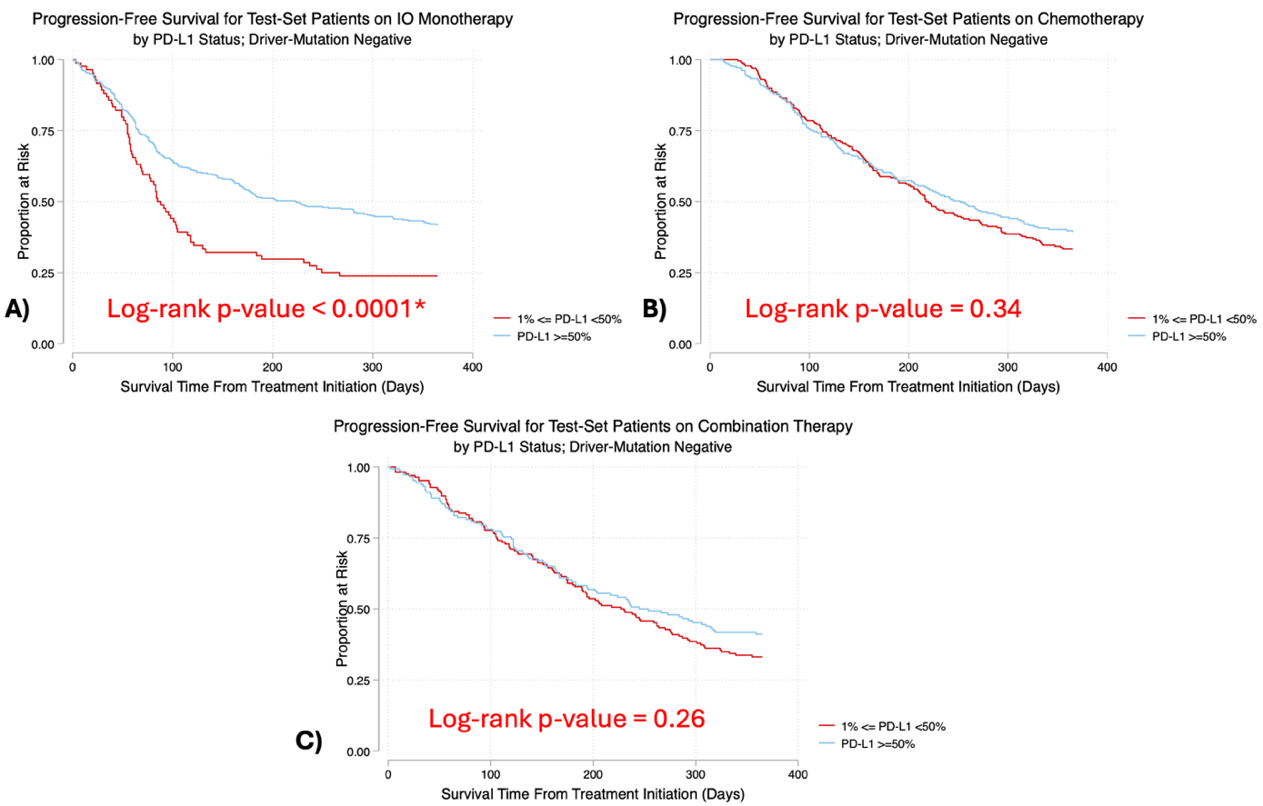 Progression-Free Survival for Test-Set Patients on IO Monotherapy
by PD-L1 Status; Driver-Mutation Negative
1.00
0.75
0.50
0.25
0.00
Proportion at Risk
A)
Log-rank p-value < 0.0001*
1% <= PD-L1 <50%
PD-L1 >=50%
0 100 200 300 400
Survival Time From Treatment Initiation (Days)
Progression-Free Survival for Test-Set Patients on Chemotherapy
by PD-L1 Status; Driver-Mutation Negative
1.00
0.75
0.50
0.25
0.00
Proportion at Risk
B)
Log-rank p-value = 0.34
1% <= PD-L1 <50%
PD-L1 >=50%
0 100 200 300 400
Survival Time From Treatment Initiation (Days)
Progression-Free Survival for Test-Set Patients on Combination Therapy
by PD-L1 Status; Driver-Mutation Negative
1.00
0.75
0.50
0.25
0.00
Proportion at Risk
C)
Log-rank p-value = 0.26
1% <= PD-L1 <50%
PD-L1 >=50%
0 100 200 300 400
Survival Time From Treatment Initiation (Days)